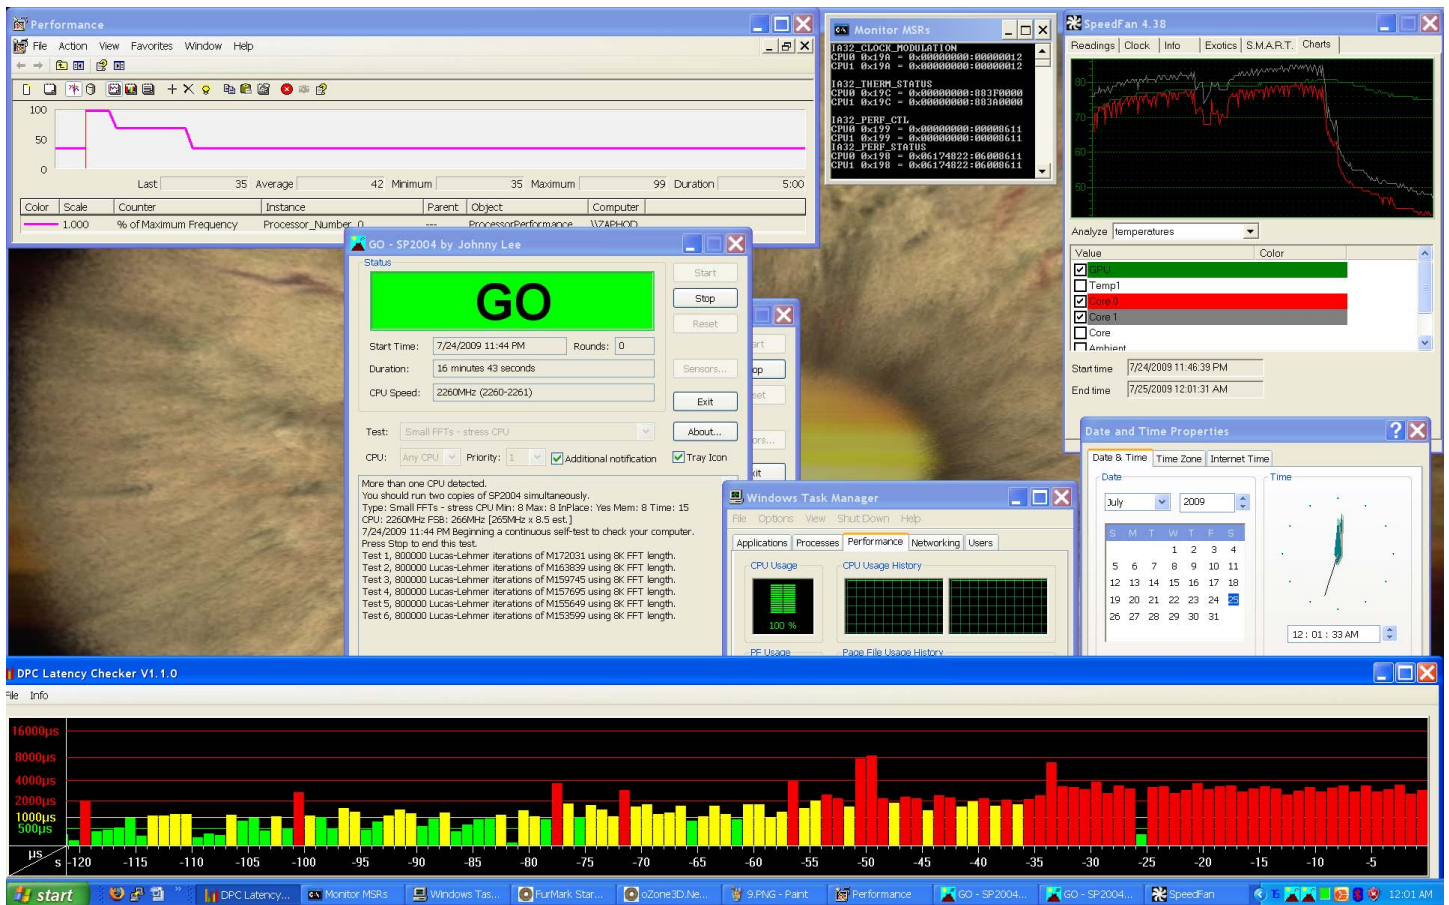 Performance
File Action View Favorites Window Help
100
50
0
Last 35 Average 42 Minimum 35 Maximum 99 Duration 5:00
Color Scale Counter Instance Parent Object Computer
1.000 % of Maximum Frequency Processor_Number_0 --- ProcessorPerformance \\ZAPHOD
Monitor MSRs
IA32_CLOCK_MODULATION
CPU0 0x19A = 0x00000000:00000012
CPU1 0x19A = 0x00000000:00000012
IA32_THERM_STATUS
CPU0 0x19C = 0x00000000:883F0000
CPU1 0x19C = 0x00000000:883A0000
IA32_PERF_CTL
CPU0 0x199 = 0x00000000:00008611
CPU1 0x199 = 0x00000000:00008611
IA32_PERF_STATUS
CPU0 0x198 = 0x06174822:06008611
CPU1 0x198 = 0x06174822:06008611
SpeedFan 4.38
Readings Clock Info Exotics S.M.A.R.T. Charts
80
70
60
50
Analyze temperatures
Value Color
GPU
Temp1
Core 0
Core 1
Core
Ambient
Start time 7/24/2009 11:46:39 PM
End time 7/25/2009 12:01:31 AM
GO - SP2004 by Johnny Lee
Status
GO
Start
Stop
Reset
Start Time: 7/24/2009 11:44 PM Rounds: 0
Duration: 16 minutes 43 seconds
Sensors...
CPU Speed: 2260MHz (2260-2261)
Exit
Test: Small FFTs - stress CPU
About...
CPU: Any CPU Priority: 1 Additional notification Tray Icon
More than one CPU detected.
You should run two copies of SP2004 simultaneously.
Type: Small FFTs - stress CPU Min: 8 Max: 8 InPlace: Yes Mem: 8 Time: 15
CPU: 2260MHz FSB: 266MHz [265MHz x 8.5 est.]
7/24/2009 11:44 PM Beginning a continuous self-test to check your computer.
Press Stop to end this test.
Test 1, 800000 Lucas-Lehmer iterations of M172031 using 8K FFT length.
Test 2, 800000 Lucas-Lehmer iterations of M163839 using 8K FFT length.
Test 3, 800000 Lucas-Lehmer iterations of M159745 using 8K FFT length.
Test 4, 800000 Lucas-Lehmer iterations of M157695 using 8K FFT length.
Test 5, 800000 Lucas-Lehmer iterations of M155649 using 8K FFT length.
Test 6, 800000 Lucas-Lehmer iterations of M153599 using 8K FFT length.
art
op
set
ors...
xit
Windows Task Manager
File Options View Shut Down Help
Applications Processes Performance Networking Users
CPU Usage CPU Usage History
100 %
PF Usage Page File Usage History
Date and Time Properties
Date & Time Time Zone Internet Time
Date Time
July 2009
S M T W T F S
1 2 3 4
5 6 7 8 9 10 11
12 13 14 15 16 17 18
19 20 21 22 23 24 25
26 27 28 29 30 31
12:01:33 AM
DPC Latency Checker V1.1.0
File Info
16000µs
8000µs
4000µs
2000µs
1000µs
500µs
µs
s -120 -115 -110 -105 -100 -95 -90 -85 -80 -75 -70 -65 -60 -55 -50 -45 -40 -35 -30 -25 -20 -15 -10 -5
start DPC Latency... Monitor MSRs Windows Tas... FurMark Star... oZone3D.Ne... 9.PNG - Paint Performance GO - SP2004... GO - SP2004... SpeedFan 12:01 AM